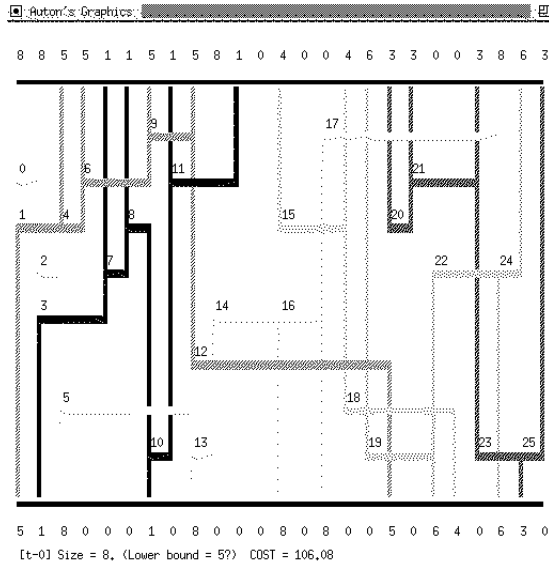 Auton's Graphics
8 8 5 5 1 1 5 1 5 8 1 0 4 0 0 4 6 3 3 0 0 3 8 6 3
9 17
0 6 11 21
1 4 8 15 20
2 7 22 24
3 14 16
12
5 18
10 13 19 23 25
5 1 8 0 0 0 1 0 8 0 0 0 8 0 8 0 0 5 0 6 4 0 6 3 0
[t-0] Size = 8. (Lower bound = 5?) COST = 106.08